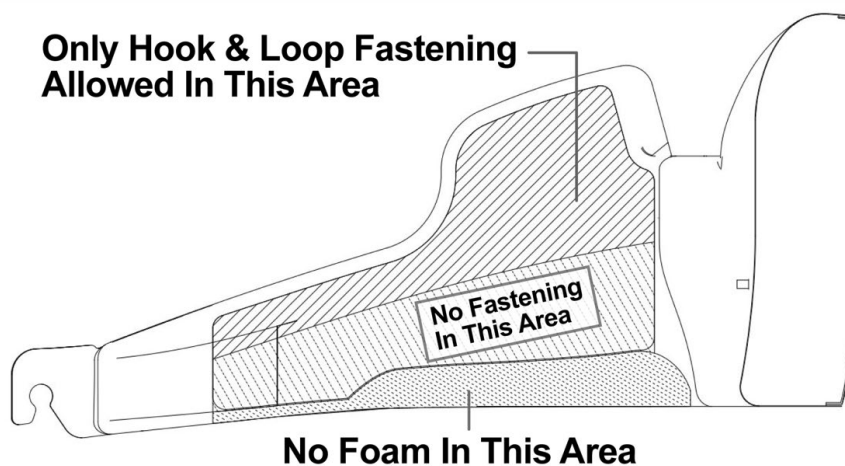 Only Hook & Loop Fastening
Allowed In This Area
No Fastening
In This Area
No Foam In This Area